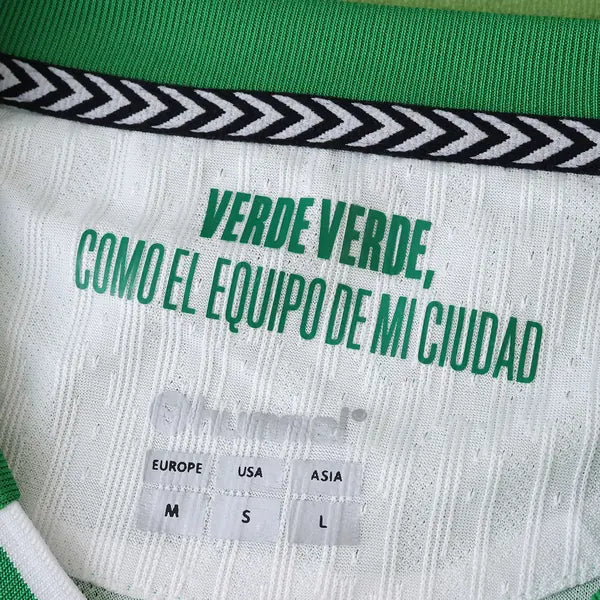 VERDE VERDE,
COMO EL EQUIPO DE MI CIUDAD
hummel®
EUROPE USA ASIA
M S L